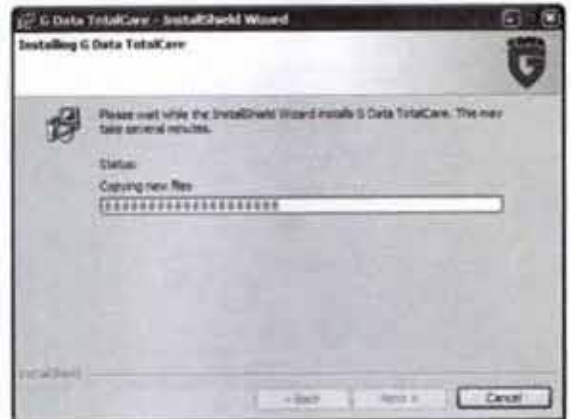 G Data TotalCare - InstallShield Wizard
Installing G Data TotalCare
G
Please wait while the InstallShield Wizard installs G Data TotalCare. This may
take several minutes.
Status:
Copying new files
InstallShield
< Back
Next >
Cancel